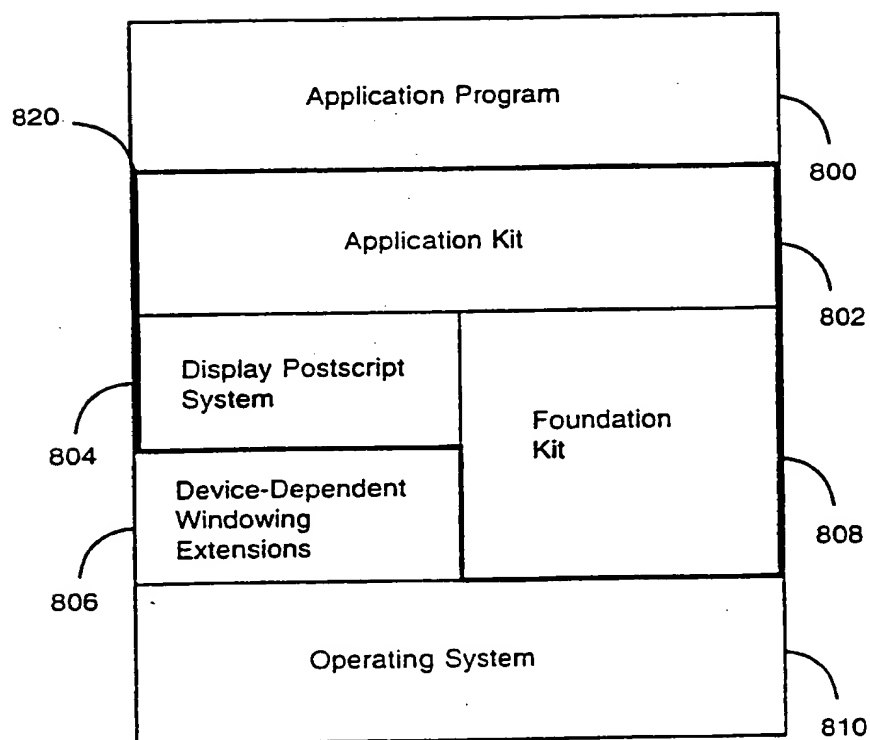 Application Program
820
800
Application Kit
802
Display Postscript
System
Foundation
Kit
804
Device-Dependent
Windowing
Extensions
808
806
Operating System
810